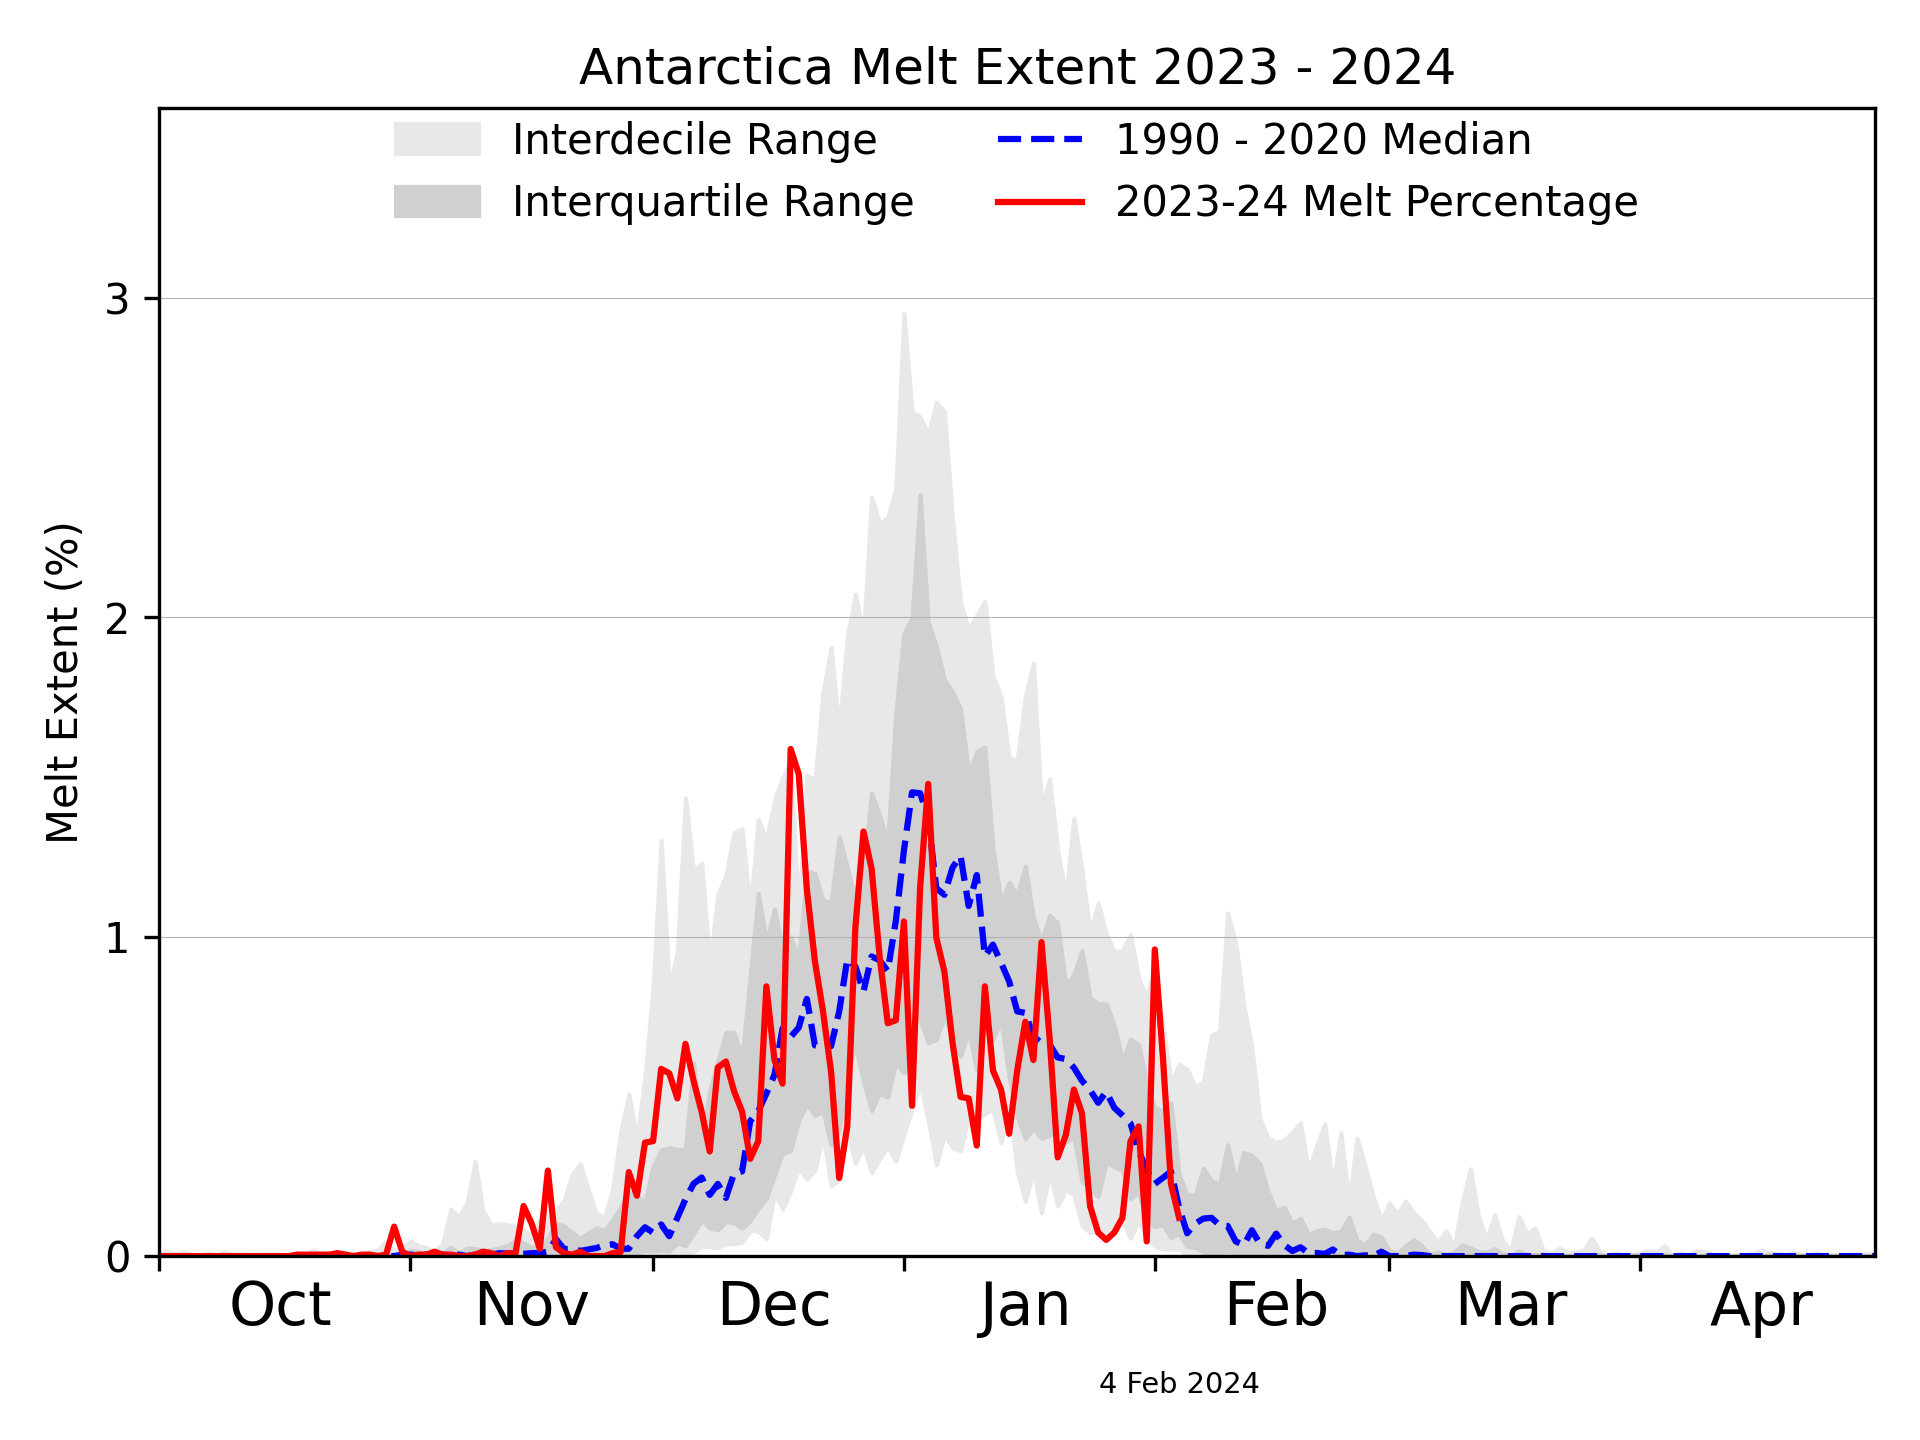 Antarctica Melt Extent 2023 - 2024
Interdecile Range
Interquartile Range
1990 - 2020 Median
2023-24 Melt Percentage
Melt Extent (%)
3
2
1
0
Oct Nov Dec Jan Feb Mar Apr
4 Feb 2024